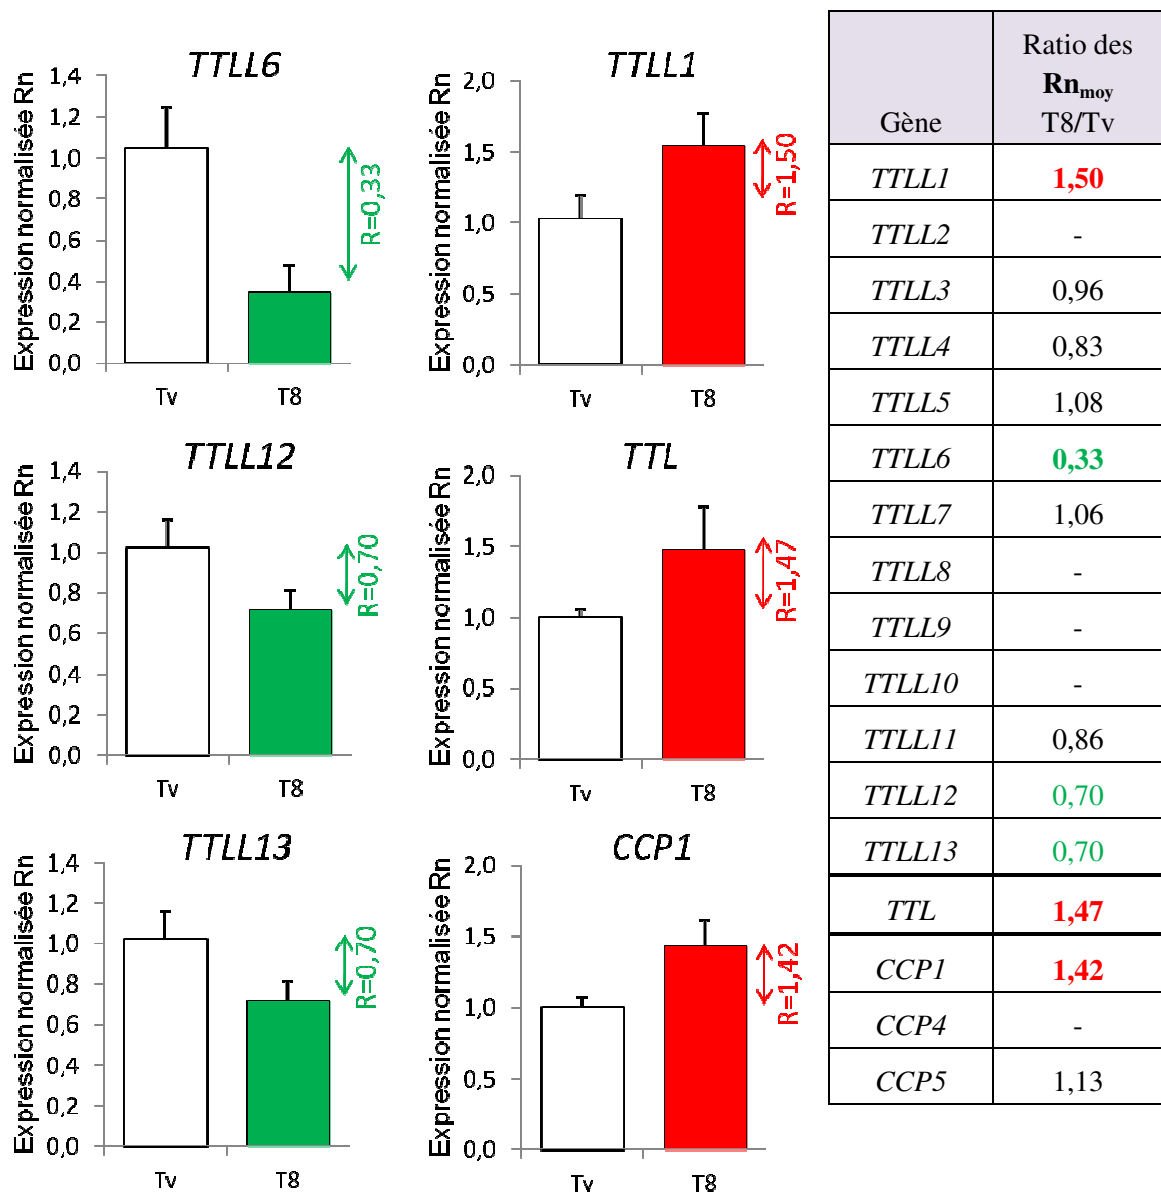 TTLL6
Expression normalisée Rn
1,4
1,2
1,0
0,8
0,6
0,4
0,2
0,0
R=0,33
Tv T8
TTLL1
Expression normalisée Rn
2,0
1,5
1,0
0,5
0,0
R=1,50
Tv T8
TTLL12
Expression normalisée Rn
1,4
1,2
1,0
0,8
0,6
0,4
0,2
0,0
R=0,70
Tv T8
TTL
Expression normalisée Rn
2,0
1,5
1,0
0,5
0,0
R=1,47
Tv T8
TTLL13
Expression normalisée Rn
1,4
1,2
1,0
0,8
0,6
0,4
0,2
0,0
R=0,70
Tv T8
CCP1
Expression normalisée Rn
2,0
1,5
1,0
0,5
0,0
R=1,42
Tv T8
Gène Ratio des Rnmoy T8/Tv
TTLL1 1,50
TTLL2 -
TTLL3 0,96
TTLL4 0,83
TTLL5 1,08
TTLL6 0,33
TTLL7 1,06
TTLL8 -
TTLL9 -
TTLL10 -
TTLL11 0,86
TTLL12 0,70
TTLL13 0,70
TTL 1,47
CCP1 1,42
CCP4 -
CCP5 1,13